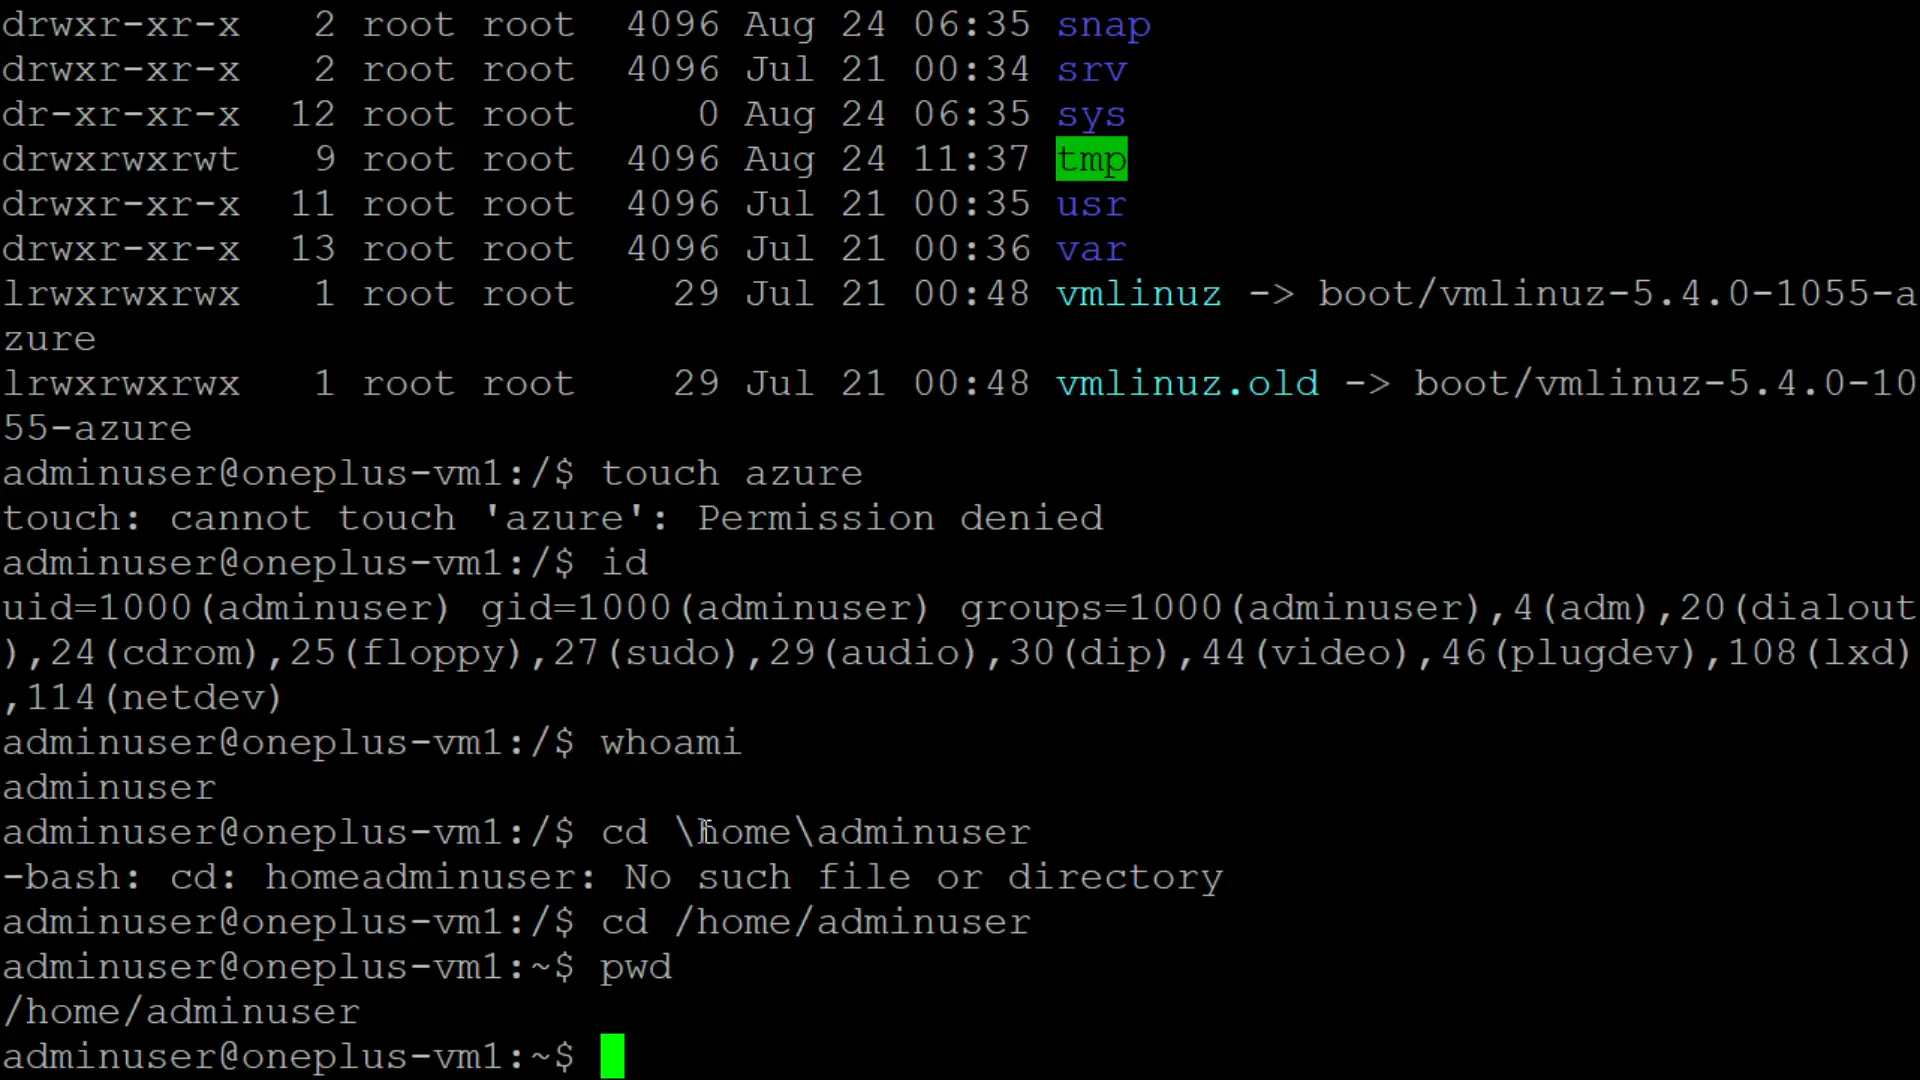 drwxr-xr-x   2 root root  4096 Aug 24 06:35 snap
drwxr-xr-x   2 root root  4096 Jul 21 00:34 srv
dr-xr-xr-x  12 root root     0 Aug 24 06:35 sys
drwxrwxrwt   9 root root  4096 Aug 24 11:37 tmp
drwxr-xr-x  11 root root  4096 Jul 21 00:35 usr
drwxr-xr-x  13 root root  4096 Jul 21 00:36 var
lrwxrwxrwx   1 root root    29 Jul 21 00:48 vmlinuz -> boot/vmlinuz-5.4.0-1055-a
zure
lrwxrwxrwx   1 root root    29 Jul 21 00:48 vmlinuz.old -> boot/vmlinuz-5.4.0-10
55-azure
adminuser@oneplus-vm1:/$ touch azure
touch: cannot touch 'azure': Permission denied
adminuser@oneplus-vm1:/$ id
uid=1000(adminuser) gid=1000(adminuser) groups=1000(adminuser),4(adm),20(dialout
),24(cdrom),25(floppy),27(sudo),29(audio),30(dip),44(video),46(plugdev),108(lxd)
,114(netdev)
adminuser@oneplus-vm1:/$ whoami
adminuser
adminuser@oneplus-vm1:/$ cd \home\adminuser
-bash: cd: homeadminuser: No such file or directory
adminuser@oneplus-vm1:/$ cd /home/adminuser
adminuser@oneplus-vm1:~$ pwd
/home/adminuser
adminuser@oneplus-vm1:~$